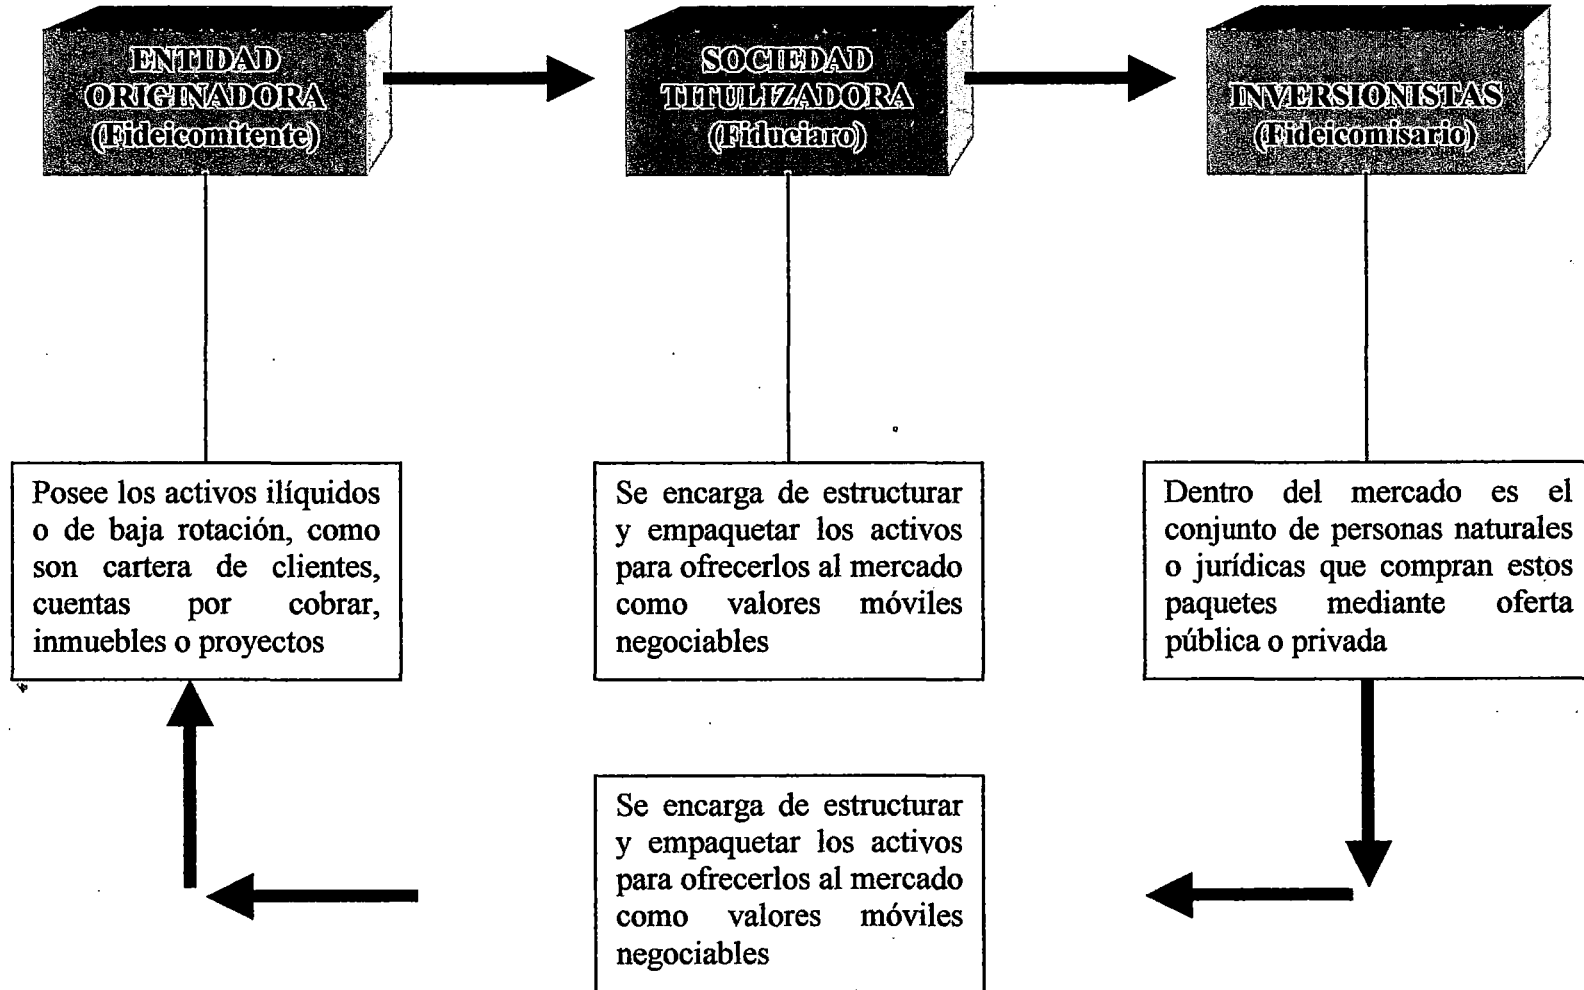 ENTIDAD
ORIGINADORA
(Fideicomitente)
SOCIEDAD
TITULIZADORA
(Fiduciaro)
INVERSIONISTAS
(Fideicomisario)
Posee los activos ilíquidos
o de baja rotación, como
son cartera de clientes,
cuentas por cobrar,
inmuebles o proyectos
Se encarga de estructurar
y empaquetar los activos
para ofrecerlos al mercado
como valores móviles
negociables
Dentro del mercado es el
conjunto de personas naturales
o jurídicas que compran estos
paquetes mediante oferta
pública o privada
Se encarga de estructurar
y empaquetar los activos
para ofrecerlos al mercado
como valores móviles
negociables